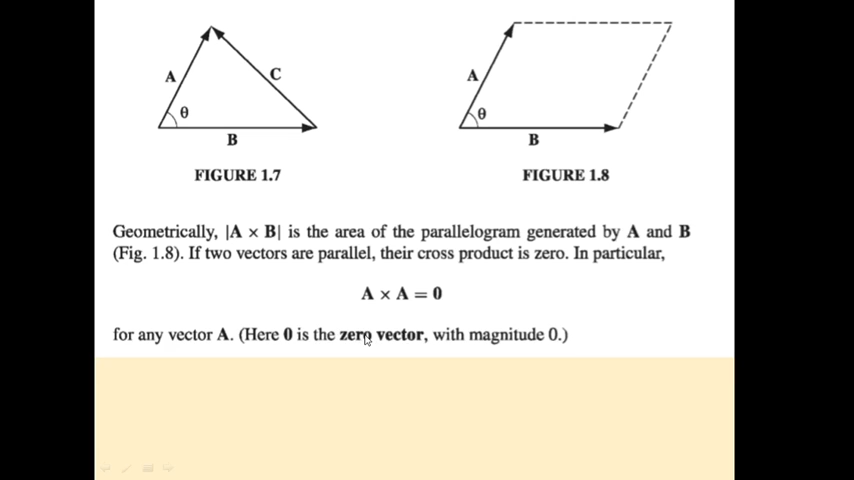 A
C
θ
B
FIGURE 1.7
A
θ
B
FIGURE 1.8
Geometrically, |A × B| is the area of the parallelogram generated by A and B
(Fig. 1.8). If two vectors are parallel, their cross product is zero. In particular,
A × A = 0
for any vector A. (Here 0 is the zero vector, with magnitude 0.)